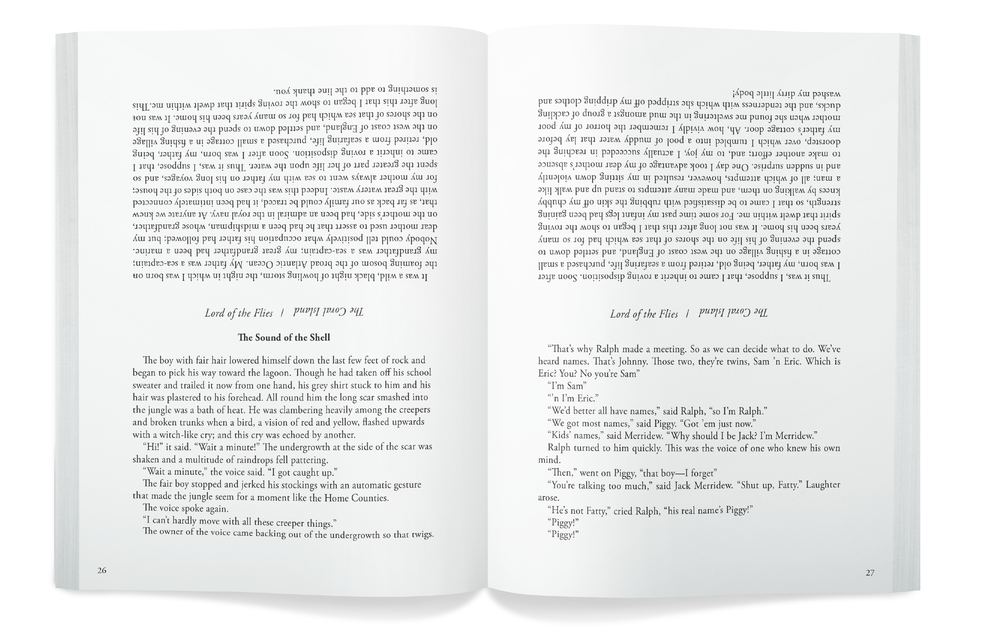 It was a wild, black night of howling storm, the night in which I was born on
the foaming bosom of the broad Atlantic Ocean. My father was a sea-captain;
my grandfather was a sea-captain; my great grandfather had been a marine.
Nobody could tell positively what occupation his father had followed; but my
dear mother used to assert that he had been a midshipman, whose grandfather,
on the mother's side, had been an admiral in the royal navy. At any rate we knew
that, as far back as our family could be traced, it had been intimately connected
with the great watery waste. Indeed this was the case on both sides of the house;
for my mother always went to sea with my father on his long voyages, and so
spent the greater part of her life upon the water. Thus it was, I suppose, that I
came to inherit a roving disposition. Soon after I was born, my father, being
old, retired from a seafaring life, purchased a small cottage in a fishing village
on the west coast of England, and settled down to spend the evening of his life
on the shores of that sea which had for so many years been his home. It was not
long after this that I began to show the roving spirit that dwelt within me. This
is something to add to the line thank you.
Lord of the Flies / The Coral Island
The Sound of the Shell
The boy with fair hair lowered himself down the last few feet of rock and
began to pick his way toward the lagoon. Though he had taken off his school
sweater and trailed it now from one hand, his grey shirt stuck to him and his
hair was plastered to his forehead. All round him the long scar smashed into
the jungle was a bath of heat. He was clambering heavily among the creepers
and broken trunks when a bird, a vision of red and yellow, flashed upwards
with a witch-like cry; and this cry was echoed by another.
“Hi!” it said. “Wait a minute!” The undergrowth at the side of the scar was
shaken and a multitude of raindrops fell pattering.
“Wait a minute,” the voice said. “I got caught up.”
The fair boy stopped and jerked his stockings with an automatic gesture
that made the jungle seem for a moment like the Home Counties.
The voice spoke again.
“I can't hardly move with all these creeper things.”
The owner of the voice came backing out of the undergrowth so that twigs.
26
Thus it was, I suppose, that I came to inherit a roving disposition. Soon after
I was born, my father, being old, retired from a seafaring life, purchased a small
cottage in a fishing village on the west coast of England, and settled down to
spend the evening of his life on the shores of that sea which had for so many
years been his home. It was not long after this that I began to show the roving
spirit that dwelt within me. For some time past my infant legs had been gaining
strength, so that I came to be dissatisfied with rubbing the skin off my chubby
knees by walking on them, and made many attempts to stand up and walk like
a man; all of which attempts, however, resulted in my sitting down violently
and in sudden surprise. One day I took advantage of my dear mother's absence
to make another effort; and, to my joy, I actually succeeded in reaching the
doorstep, over which I tumbled into a pool of muddy water that lay before
my father's cottage door. Ah, how vividly I remember the horror of my poor
mother when she found me sweltering in the mud amongst a group of cackling
ducks, and the tenderness with which she stripped off my dripping clothes and
washed my dirty little body!
Lord of the Flies / The Coral Island
“That's why Ralph made a meeting. So as we can decide what to do. We've
heard names. That's Johnny. Those two, they're twins, Sam 'n Eric. Which is
Eric? You? No you're Sam”
“I'm Sam”
“'n I'm Eric.”
“We'd better all have names,” said Ralph, “so I'm Ralph.”
“We got most names,” said Piggy. “Got 'em just now.”
“Kids' names,” said Merridew. “Why should I be Jack? I'm Merridew.”
Ralph turned to him quickly. This was the voice of one who knew his own
mind.
“Then,” went on Piggy, “that boy—I forget”
“You're talking too much,” said Jack Merridew. “Shut up, Fatty.” Laughter
arose.
“He's not Fatty,” cried Ralph, “his real name's Piggy!”
“Piggy!”
“Piggy!”
27